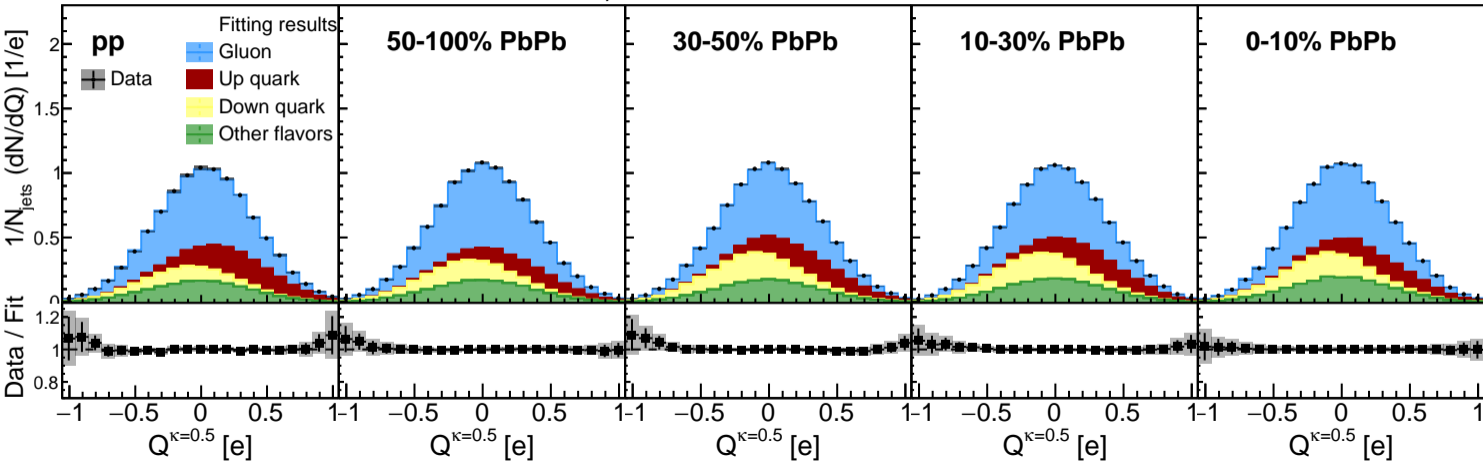 1/N_jets (dN/dQ) [1/e]
2
1.5
1
0.5
0
pp
Data
Fitting results
Gluon
Up quark
Down quark
Other flavors
50-100% PbPb
30-50% PbPb
10-30% PbPb
0-10% PbPb
Data / Fit
1.2
1
0.8
−1 −0.5 0 0.5 1
−1 −0.5 0 0.5 1
−1 −0.5 0 0.5 1
−1 −0.5 0 0.5 1
−1 −0.5 0 0.5 1
Q^κ=0.5 [e]
Q^κ=0.5 [e]
Q^κ=0.5 [e]
Q^κ=0.5 [e]
Q^κ=0.5 [e]